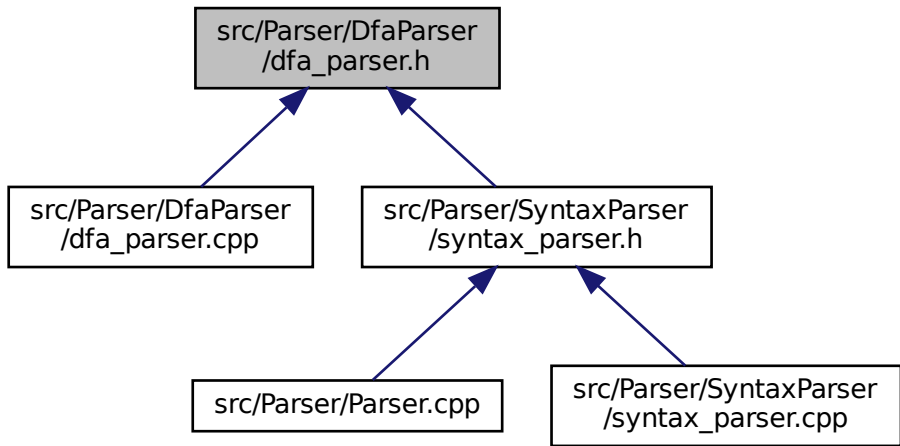 src/Parser/DfaParser
/dfa_parser.h
src/Parser/DfaParser
/dfa_parser.cpp
src/Parser/SyntaxParser
/syntax_parser.h
src/Parser/Parser.cpp
src/Parser/SyntaxParser
/syntax_parser.cpp